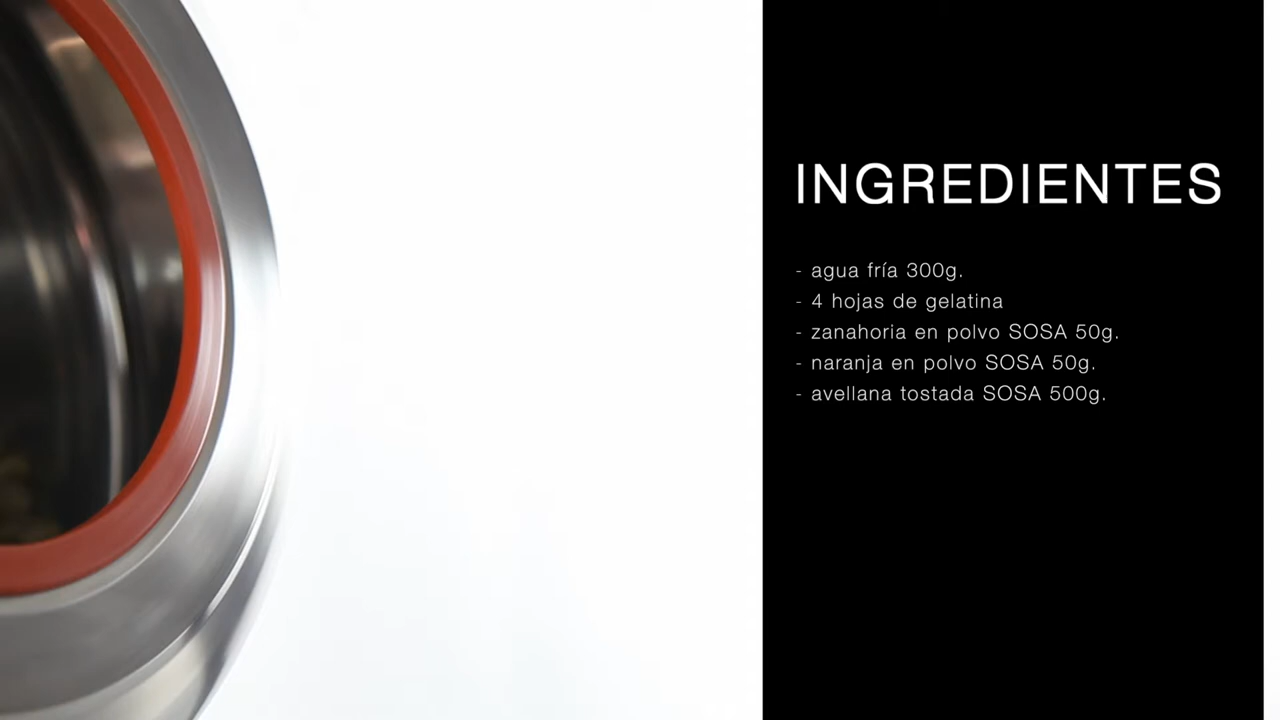 INGREDIENTES
- agua fría 300g.
- 4 hojas de gelatina
- zanahoria en polvo SOSA 50g.
- naranja en polvo SOSA 50g.
- avellana tostada SOSA 500g.